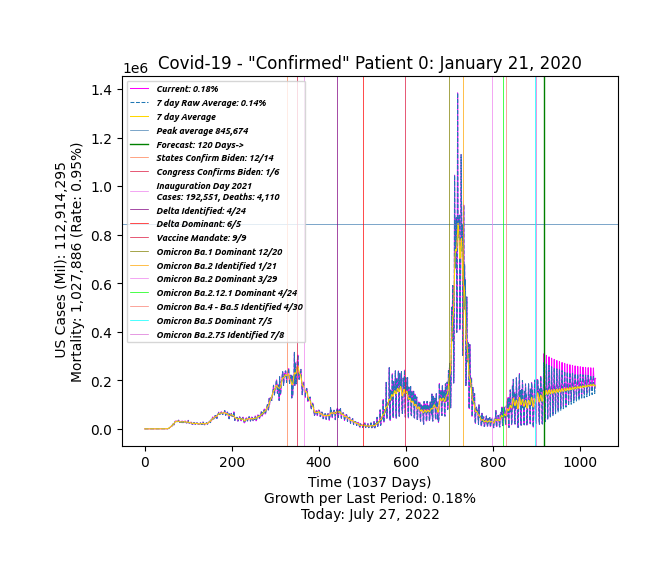 Covid-19 - "Confirmed" Patient 0: January 21, 2020
1e6
1.4
1.2
1.0
0.8
0.6
0.4
0.2
0.0
US Cases (Mil): 112,914,295
Mortality: 1,027,886 (Rate: 0.95%)
Current: 0.18%
7 day Raw Average: 0.14%
7 day Average
Peak average 845,674
Forecast: 120 Days->
States Confirm Biden: 12/14
Congress Confirms Biden: 1/6
Inauguration Day 2021
Cases: 192,551, Deaths: 4,110
Delta Identified: 4/24
Delta Dominant: 6/5
Vaccine Mandate: 9/9
Omicron Ba.1 Dominant 12/20
Omicron Ba.2 Identified 1/21
Omicron Ba.2 Dominant 3/29
Omicron Ba.2.12.1 Dominant 4/24
Omicron Ba.4 - Ba.5 Identified 4/30
Omicron Ba.5 Dominant 7/5
Omicron Ba.2.75 Identified 7/8
0
200
400
600
800
1000
Time (1037 Days)
Growth per Last Period: 0.18%
Today: July 27, 2022